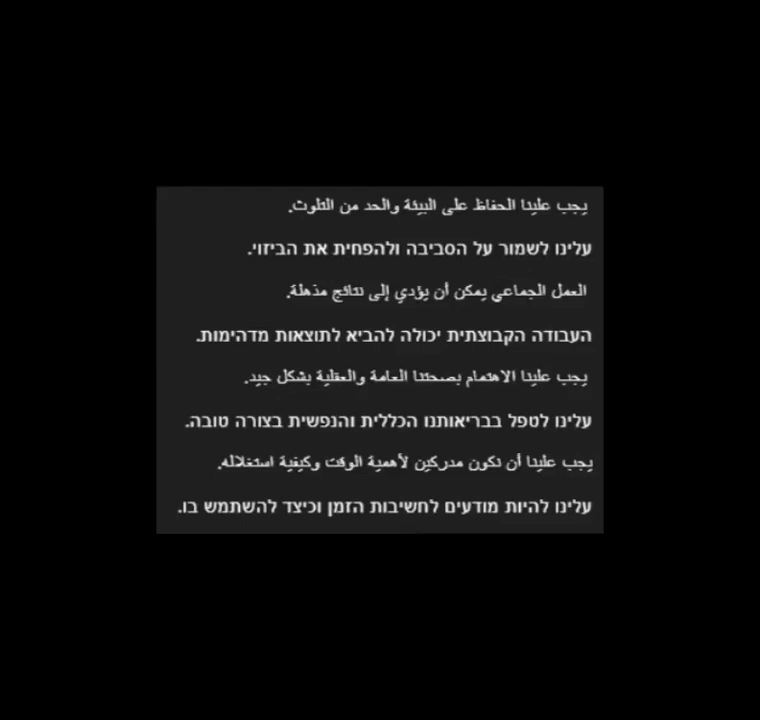 يجب علينا الحفاظ على البيئة والحد من التلوث.
עלינו לשמור על הסביבה ולהפחית את הביזוי.
العمل الجماعي يمكن أن يؤدي إلى نتائج مذهلة.
העבודה הקבוצתית יכולה להביא לתוצאות מדהימות.
يجب علينا الاهتمام بصحتنا العامة والعقلية بشكل جيد.
עלינו לטפל בבריאותנו הכללית והנפשית בצורה טובה.
يجب علينا أن نكون مدركين لأهمية الوقت وكيفية استغلاله.
עלינו להיות מודעים לחשיבות הזמן וכיצד להשתמש בו.